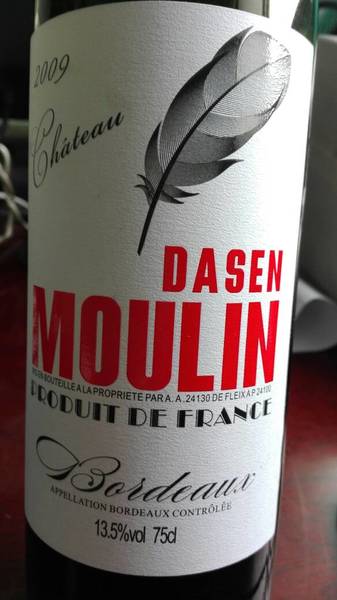 2009
Château
DASEN
MOULIN
MIS EN BOUTEILLE A LA PROPRIETE PAR A. A .24130 DE FLEIX A P 24100
PRODUIT DE FRANCE
Bordeaux
APPELLATION BORDEAUX CONTRÔLÉE
13.5%vol 75cl